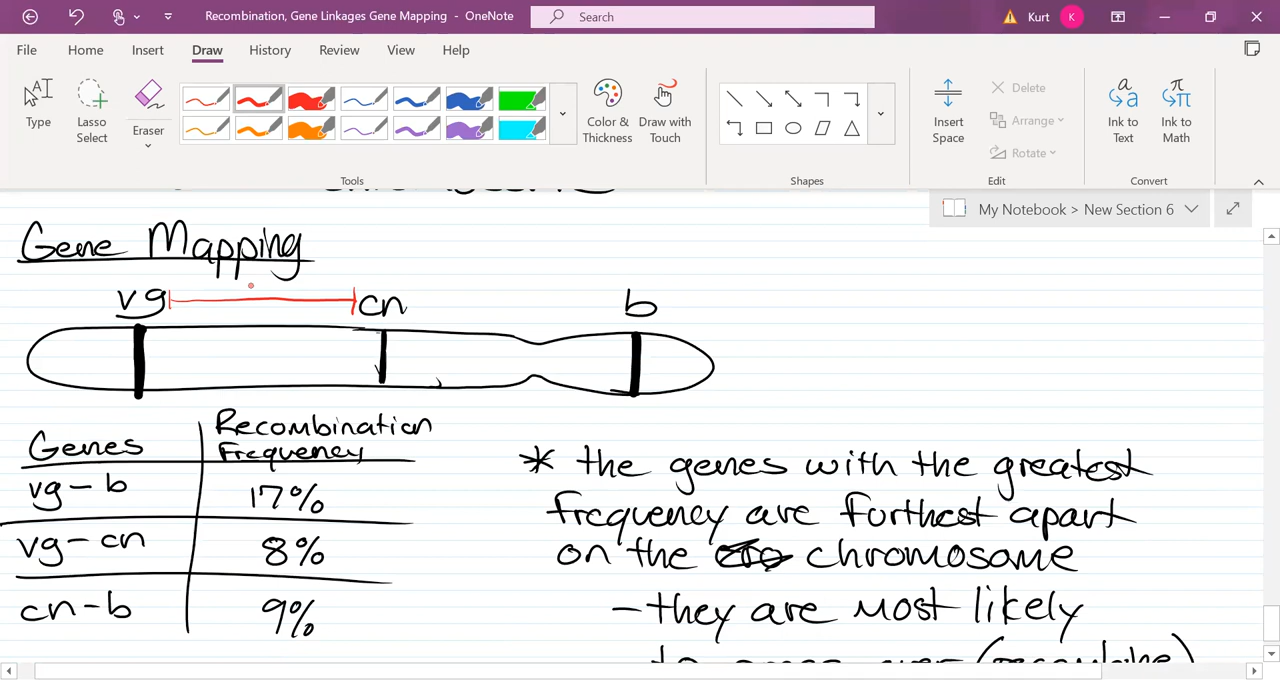 Recombination, Gene Linkages Gene Mapping - OneNote
Search
Kurt
K
File Home Insert Draw History Review View Help
Type
Lasso Select
Eraser
Color & Thickness
Draw with Touch
Insert Space
Delete
Arrange
Rotate
Ink to Text
Ink to Math
Tools
Shapes
Edit
Convert
My Notebook > New Section 6
Gene Mapping
vg cn b
Genes Recombination Frequency
vg - b 17%
vg - cn 8%
cn - b 9%
* the genes with the greatest
frequency are furthest apart
on the chromosome
- they are most likely